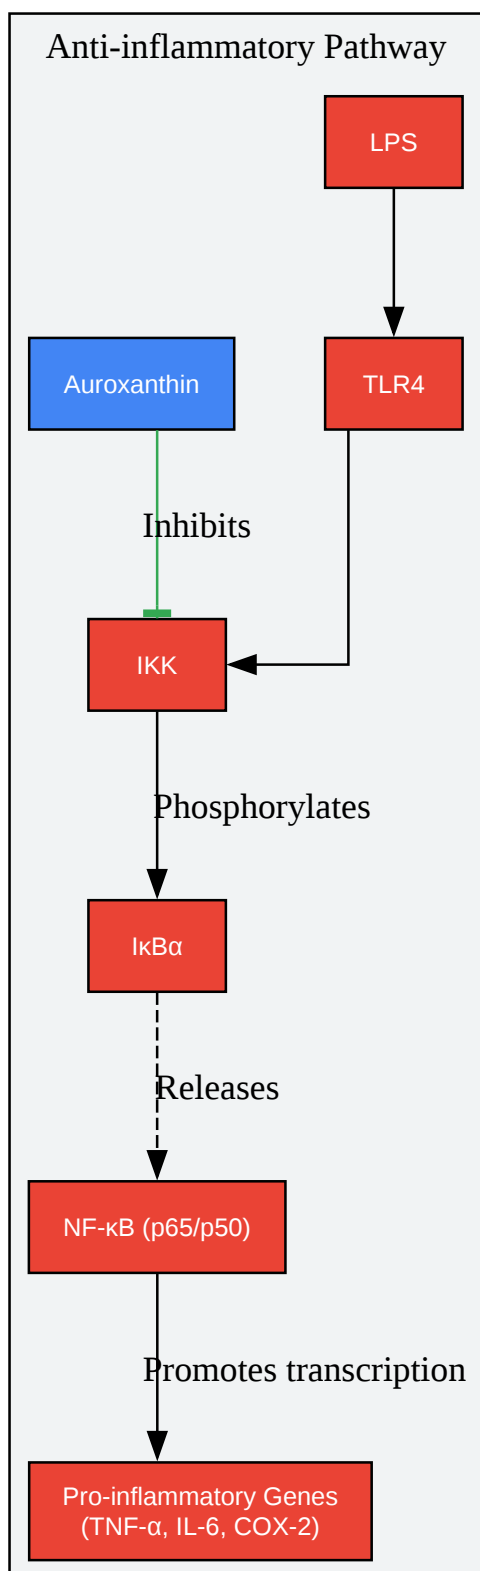 Anti-inflammatory Pathway
LPS
Auroxanthin
TLR4
Inhibits
IKK
Phosphorylates
IκBα
Releases
NF-κB (p65/p50)
Promotes transcription
Pro-inflammatory Genes
(TNF-α, IL-6, COX-2)